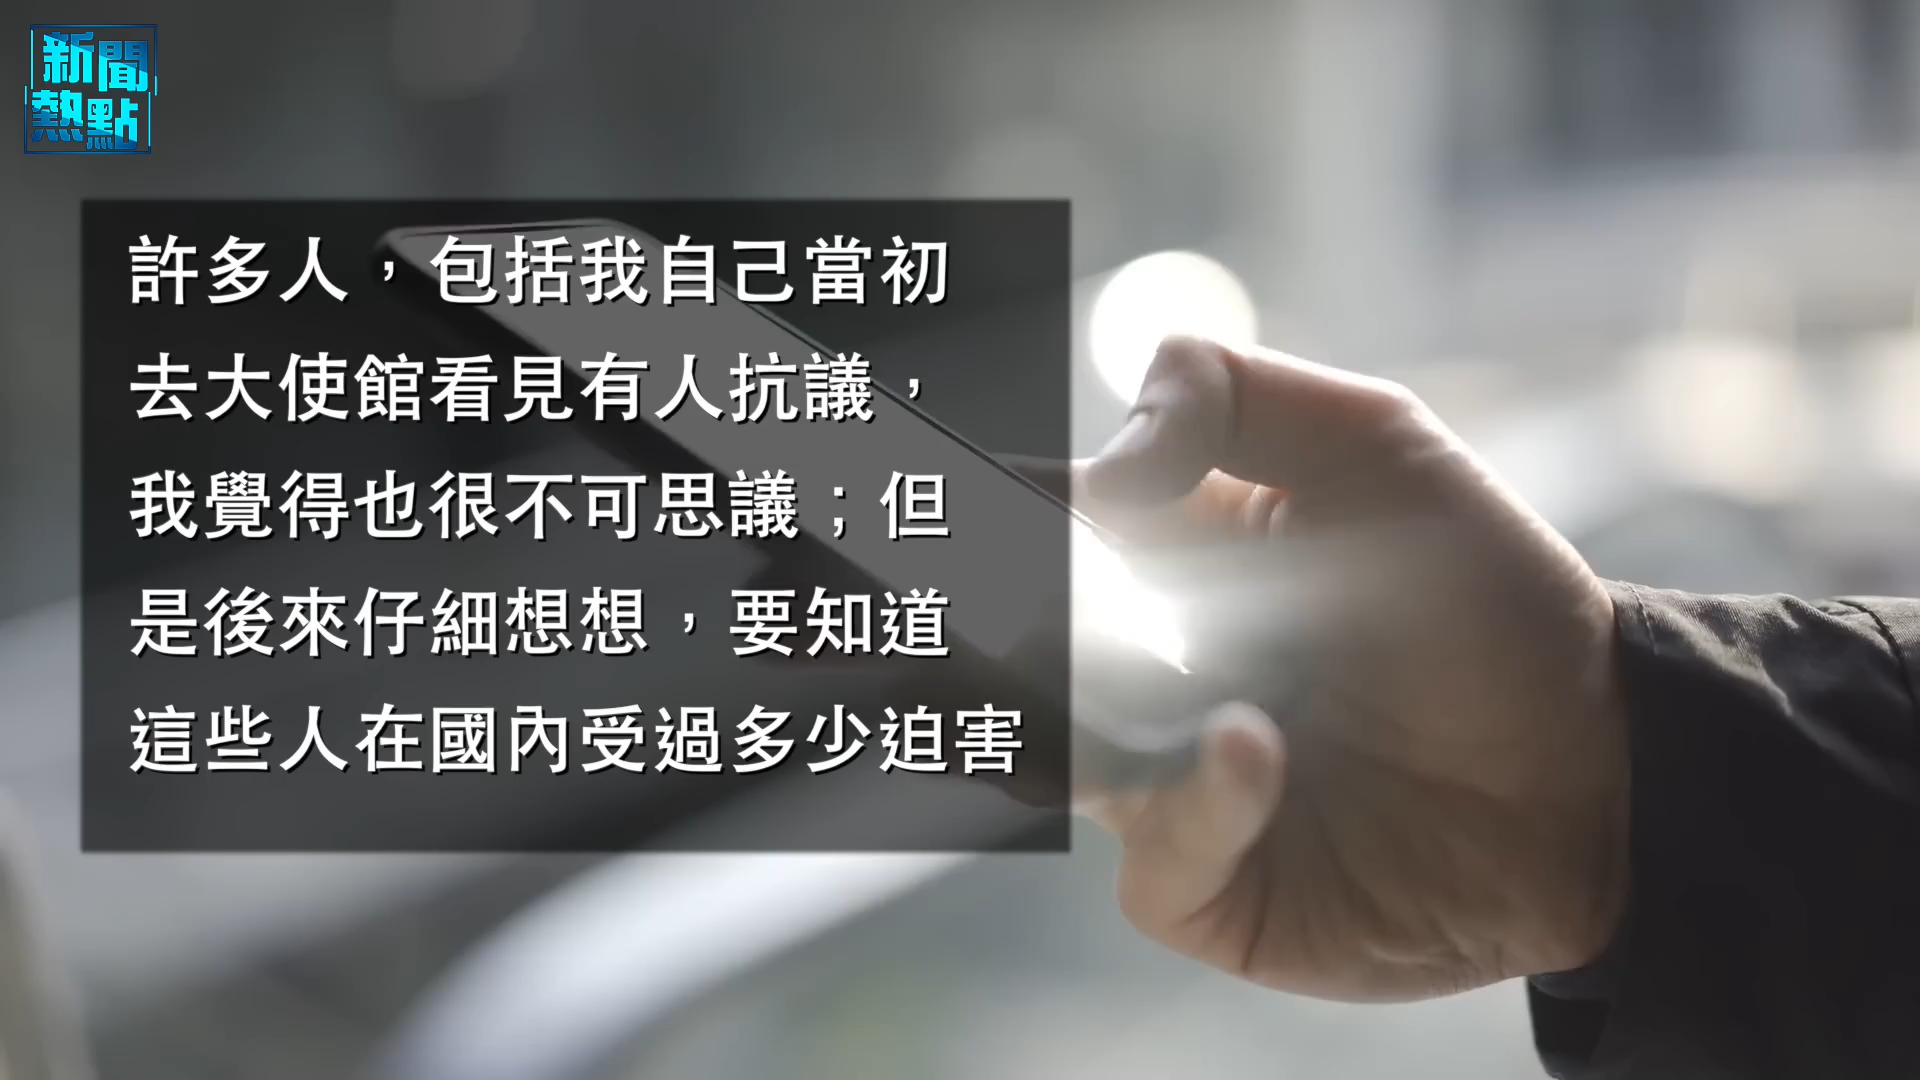 新聞
熱點
許多人，包括我自己當初
去大使館看見有人抗議，
我覺得也很不可思議；但
是後來仔細想想，要知道
這些人在國內受過多少迫害